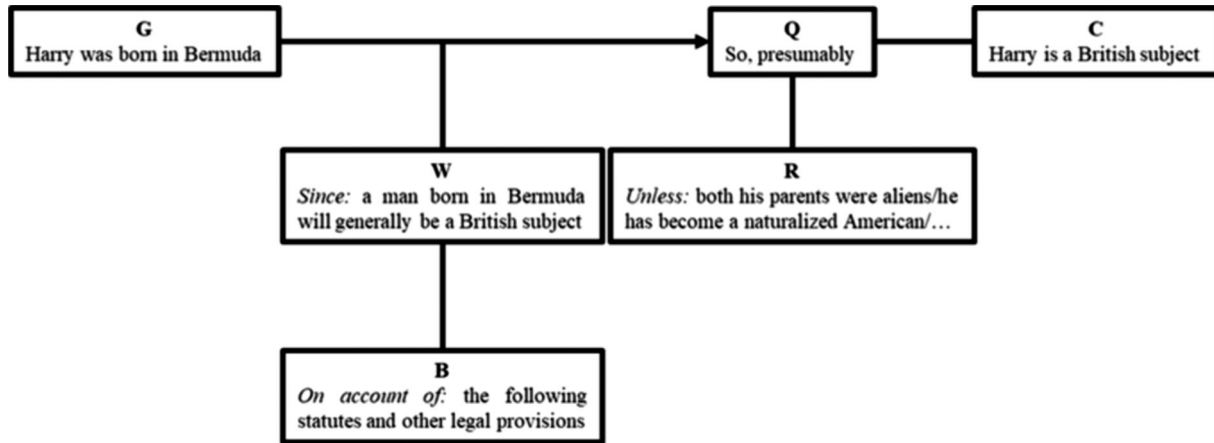 G
Harry was born in Bermuda
Q
So, presumably
C
Harry is a British subject
W
Since: a man born in Bermuda
will generally be a British subject
R
Unless: both his parents were aliens/he
has become a naturalized American/…
B
On account of: the following
statutes and other legal provisions